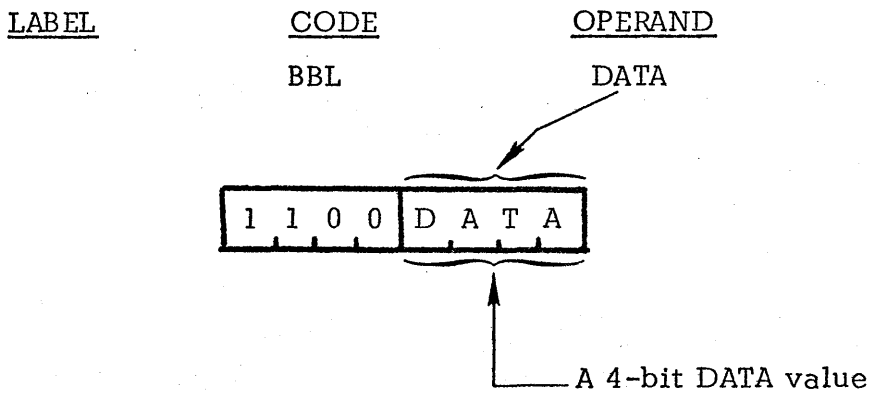 LABEL CODE OPERAND
BBL DATA
1 1 0 0 D A T A
A 4-bit DATA value